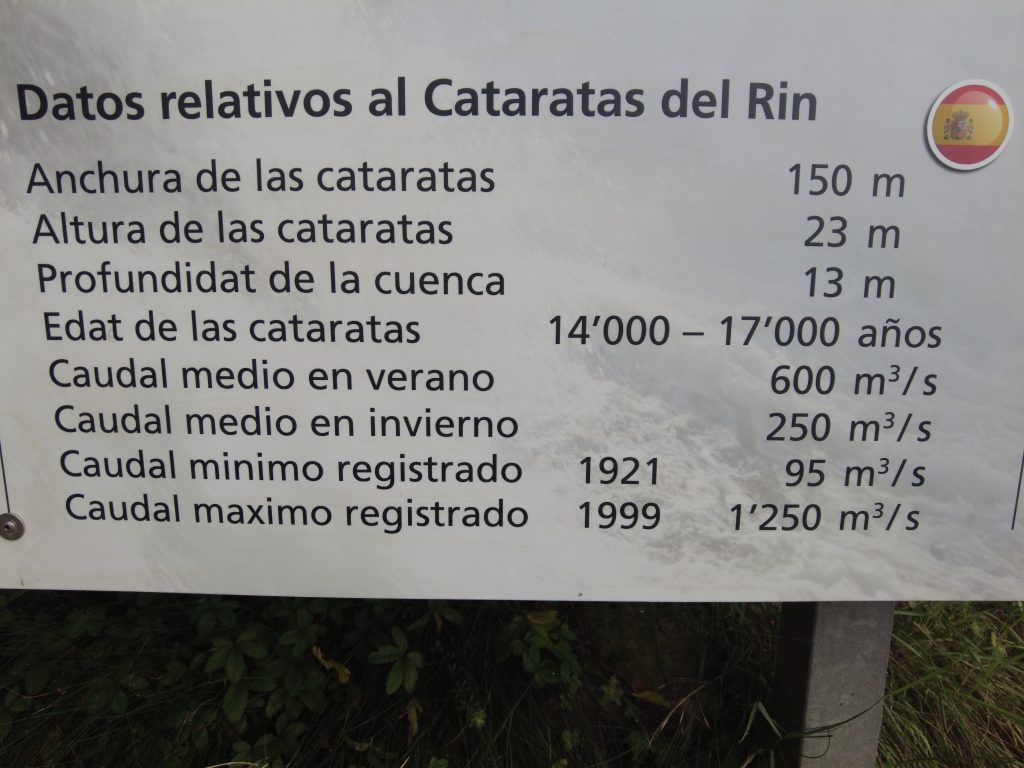 Datos relativos al Cataratas del Rin
Anchura de las cataratas 150 m
Altura de las cataratas 23 m
Profundidat de la cuenca 13 m
Edat de las cataratas 14’000 – 17’000 años
Caudal medio en verano 600 m³/s
Caudal medio en invierno 250 m³/s
Caudal minimo registrado 1921 95 m³/s
Caudal maximo registrado 1999 1’250 m³/s